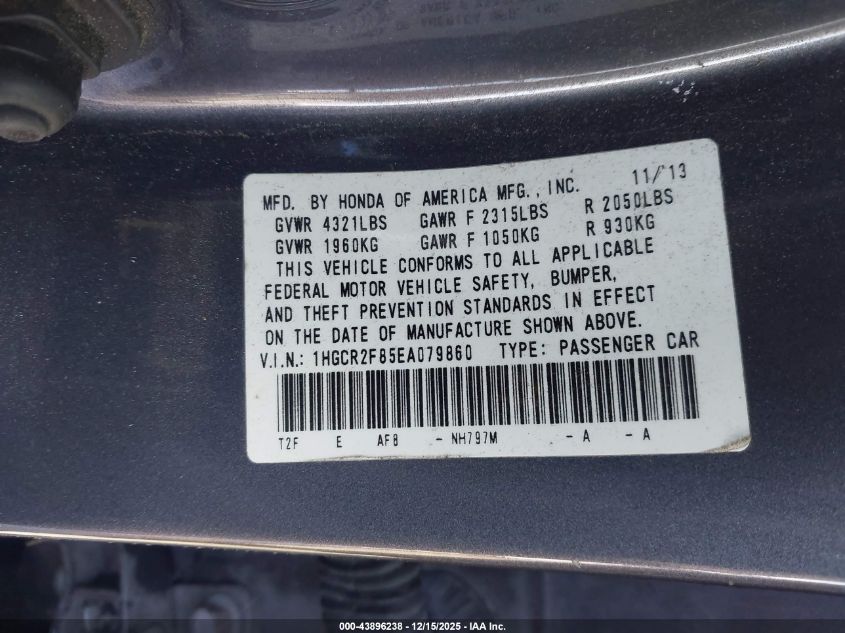 MFD. BY HONDA OF AMERICA MFG., INC. 11/13
GVWR 4321LBS GAWR F 2315LBS R 2050LBS
GVWR 1960KG GAWR F 1050KG R 930KG
THIS VEHICLE CONFORMS TO ALL APPLICABLE
FEDERAL MOTOR VEHICLE SAFETY, BUMPER,
AND THEFT PREVENTION STANDARDS IN EFFECT
ON THE DATE OF MANUFACTURE SHOWN ABOVE.
V.I.N.: 1HGCR2F85EA079860 TYPE: PASSENGER CAR
T2F E AF8 - NH797M - A - A
000-43896238 - 12/15/2025 - IAA Inc.